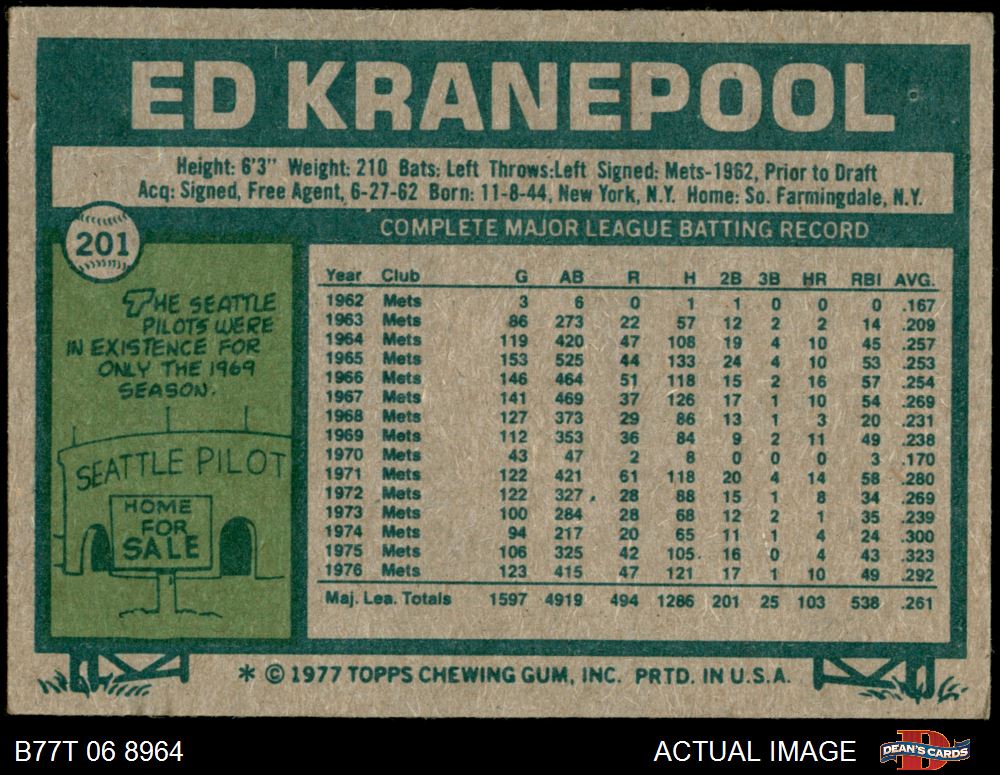 ED KRANEPOOL
Height: 6'3" Weight: 210 Bats: Left Throws:Left Signed: Mets-1962, Prior to Draft
Acq: Signed, Free Agent, 6-27-62 Born: 11-8-44, New York, N.Y. Home: So. Farmingdale, N.Y.
201
COMPLETE MAJOR LEAGUE BATTING RECORD
THE SEATTLE
PILOTS WERE
IN EXISTENCE FOR
ONLY THE 1969
SEASON.
SEATTLE PILOT
HOME
FOR
SALE
Year Club G AB R H 2B 3B HR RBI AVG.
1962 Mets 3 6 0 1 1 0 0 0 .167
1963 Mets 86 273 22 57 12 2 2 14 .209
1964 Mets 119 420 47 108 19 4 10 45 .257
1965 Mets 153 525 44 133 24 4 10 53 .253
1966 Mets 146 464 51 118 15 2 16 57 .254
1967 Mets 141 469 37 126 17 1 10 54 .269
1968 Mets 127 373 29 86 13 1 3 20 .231
1969 Mets 112 353 36 84 9 2 11 49 .238
1970 Mets 43 47 2 8 0 0 0 3 .170
1971 Mets 122 421 61 118 20 4 14 58 .280
1972 Mets 122 327 28 88 15 1 8 34 .269
1973 Mets 100 284 28 68 12 2 1 35 .239
1974 Mets 94 217 20 65 11 1 4 24 .300
1975 Mets 106 325 42 105 16 0 4 43 .323
1976 Mets 123 415 47 121 17 1 10 49 .292
Maj. Lea. Totals 1597 4919 494 1286 201 25 103 538 .261
* © 1977 TOPPS CHEWING GUM, INC. PRTD. IN U.S.A.
B77T 06 8964
ACTUAL IMAGE
D
DEAN'S CARDS